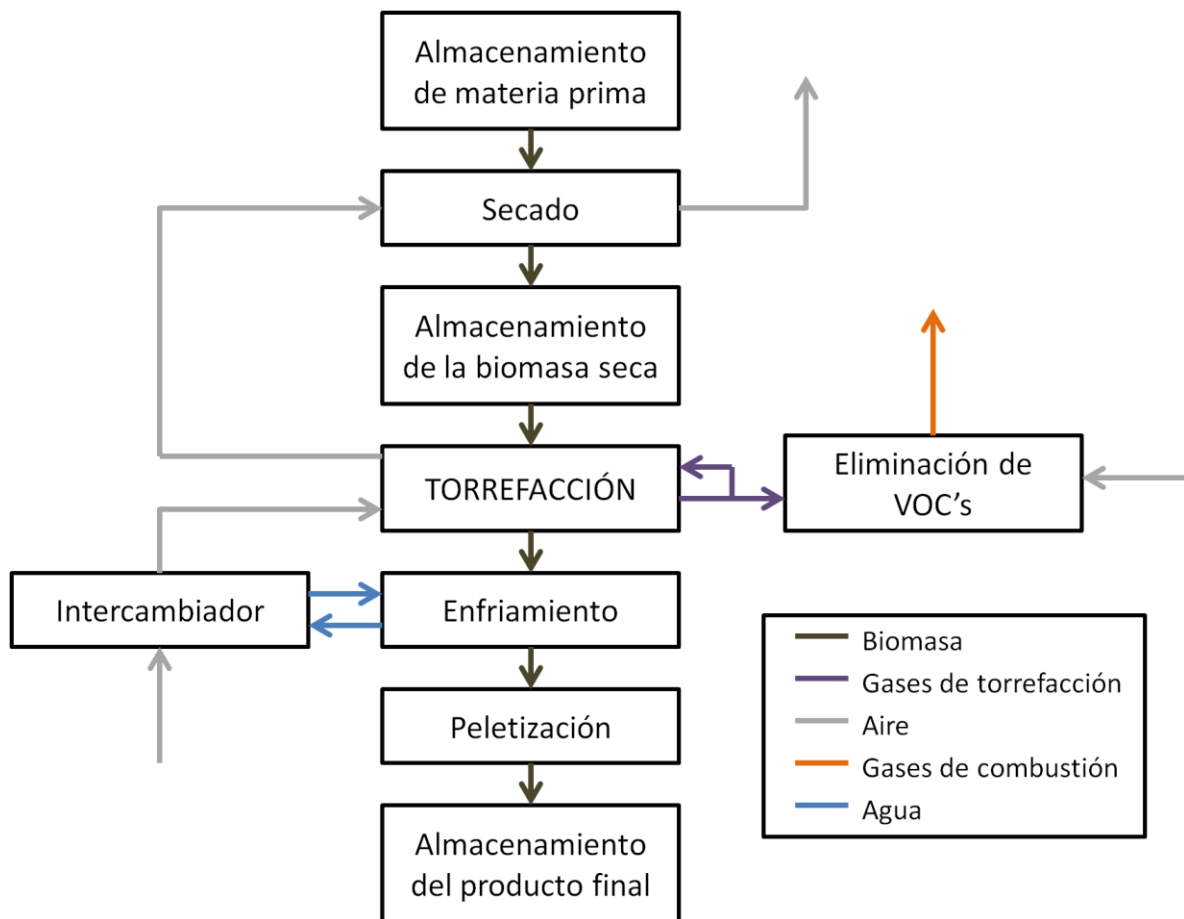 Almacenamiento
de materia prima
Secado
Almacenamiento
de la biomasa seca
TORREFACCIÓN
Eliminación de
VOC’s
Intercambiador
Enfriamiento
Peletización
Almacenamiento
del producto final
Biomasa
Gases de torrefacción
Aire
Gases de combustión
Agua